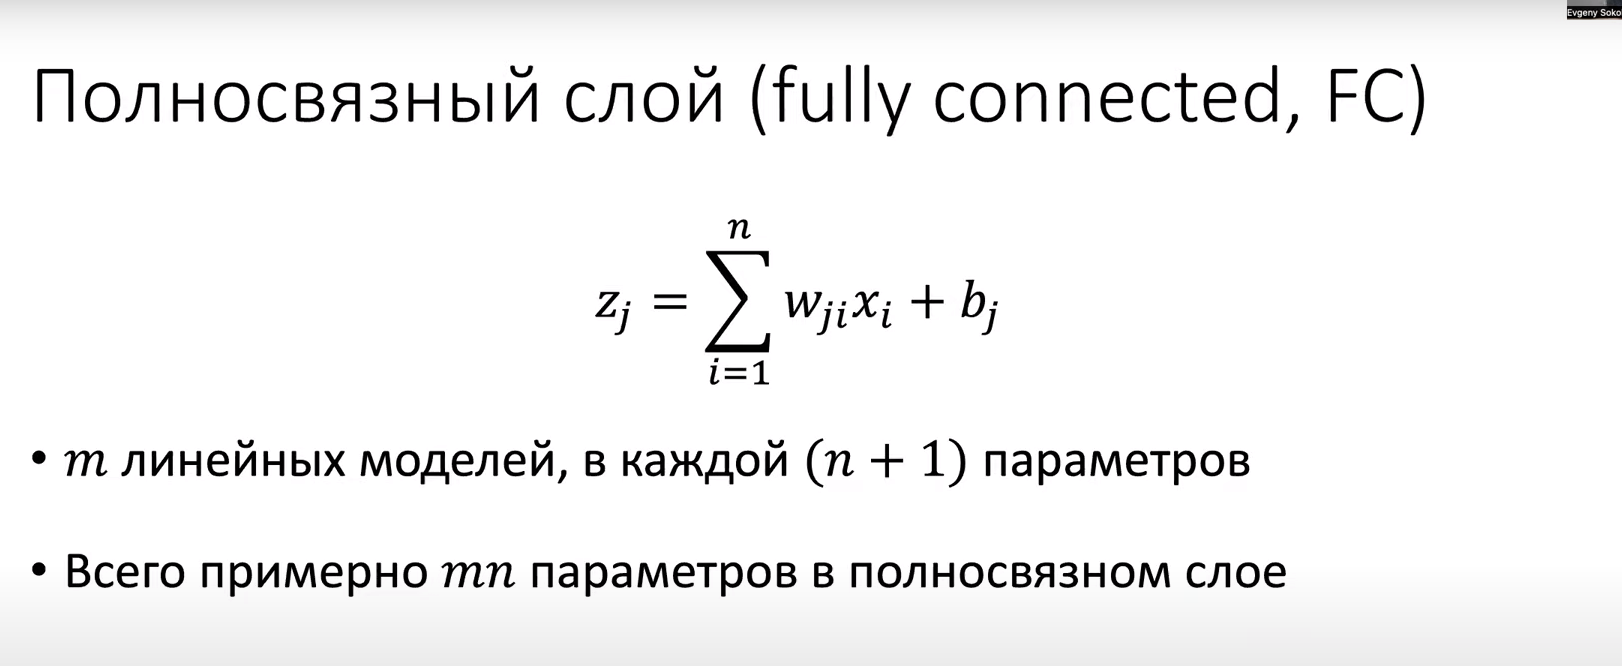 Evgeny Soko
Полносвязный слой (fully connected, FC)
n
z_j = ∑ w_{ji} x_i + b_j
i=1
• m линейных моделей, в каждой (n + 1) параметров
• Всего примерно mn параметров в полносвязном слое